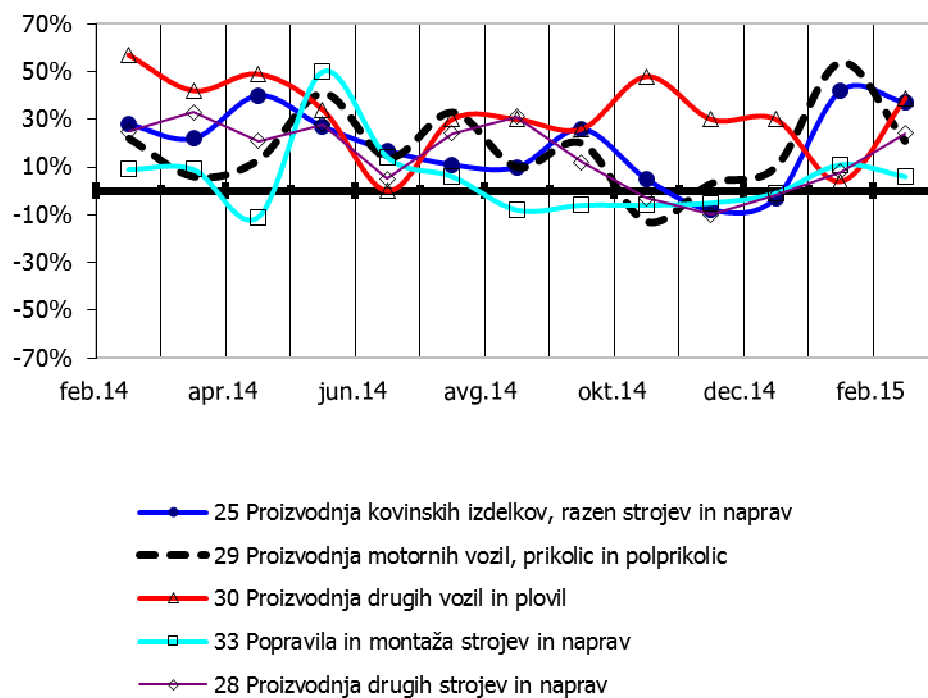 70%
50%
30%
10%
-10%
-30%
-50%
-70%
feb.14 apr.14 jun.14 avg.14 okt.14 dec.14 feb.15
25 Proizvodnja kovinskih izdelkov, razen strojev in naprav
29 Proizvodnja motornih vozil, prikolic in polprikolic
30 Proizvodnja drugih vozil in plovil
33 Popravila in montaža strojev in naprav
28 Proizvodnja drugih strojev in naprav